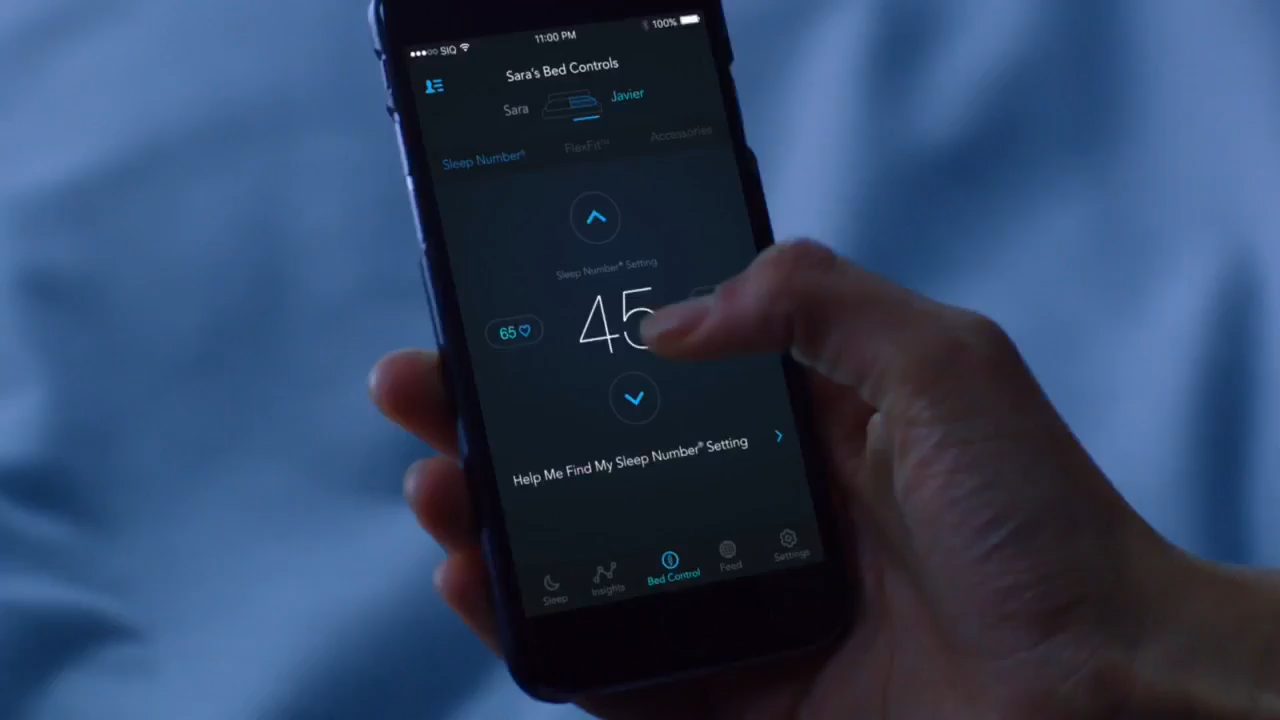 SIQ 11:00 PM 100%
Sara's Bed Controls
Sara Javier
Sleep Number® FlexFit™ Accessories
Sleep Number® Setting
65 45
Help Me Find My Sleep Number® Setting
Sleep Insights Bed Control Feed Settings